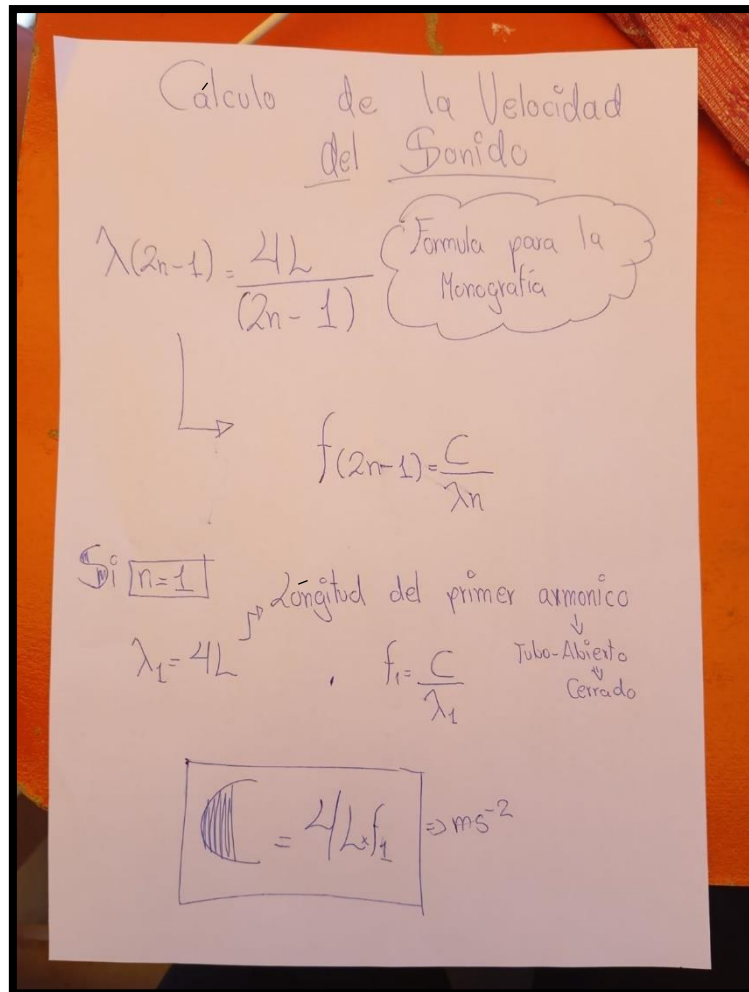 Cálculo de la Velocidad
del Sonido
λ(2n-1) = 4L / (2n-1)
Formula para la
Monografía
f(2n-1) = C / λn
Si n=1
Lóngitud del primer armonico
λ₁ = 4L
f₁ = C / λ₁
Tubo-Abierto
Cerrado
C = 4L × f₁ ⇒ ms⁻²